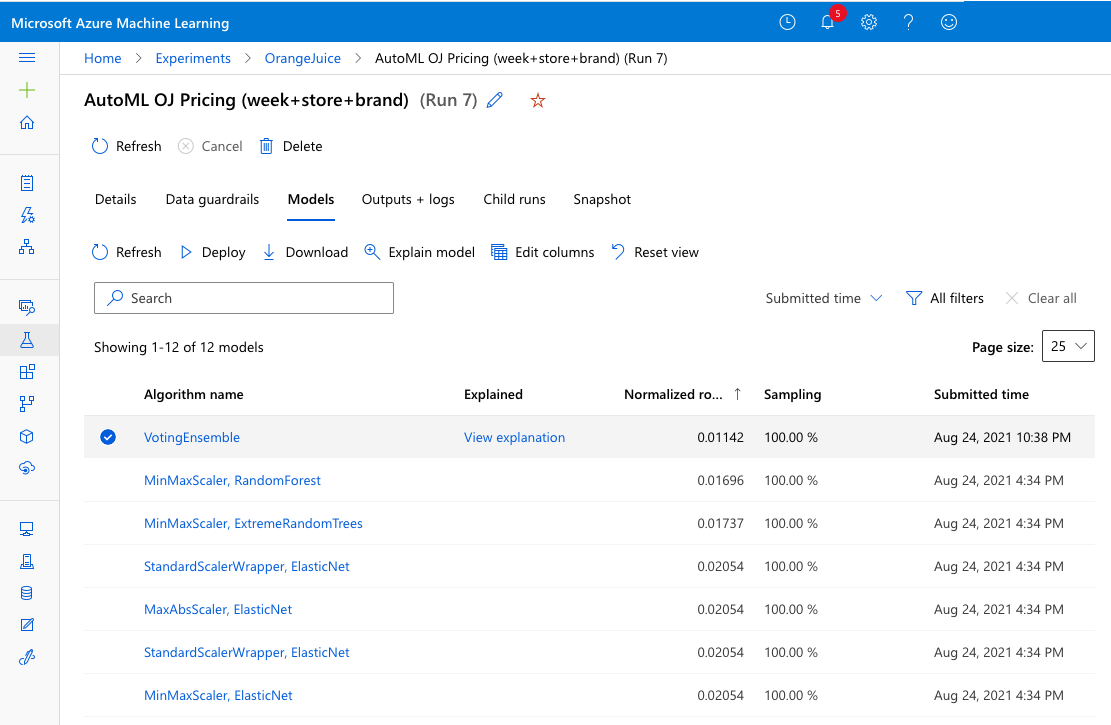 Microsoft Azure Machine Learning
5
Home > Experiments > OrangeJuice > AutoML OJ Pricing (week+store+brand) (Run 7)
AutoML OJ Pricing (week+store+brand) (Run 7)
Refresh Cancel Delete
Details Data guardrails Models Outputs + logs Child runs Snapshot
Refresh Deploy Download Explain model Edit columns Reset view
Search Submitted time All filters Clear all
Showing 1-12 of 12 models Page size: 25
Algorithm name Explained Normalized ro... ↑ Sampling Submitted time
VotingEnsemble View explanation 0.01142 100.00 % Aug 24, 2021 10:38 PM
MinMaxScaler, RandomForest 0.01696 100.00 % Aug 24, 2021 4:34 PM
MinMaxScaler, ExtremeRandomTrees 0.01737 100.00 % Aug 24, 2021 4:34 PM
StandardScalerWrapper, ElasticNet 0.02054 100.00 % Aug 24, 2021 4:34 PM
MaxAbsScaler, ElasticNet 0.02054 100.00 % Aug 24, 2021 4:34 PM
StandardScalerWrapper, ElasticNet 0.02054 100.00 % Aug 24, 2021 4:34 PM
MinMaxScaler, ElasticNet 0.02054 100.00 % Aug 24, 2021 4:34 PM